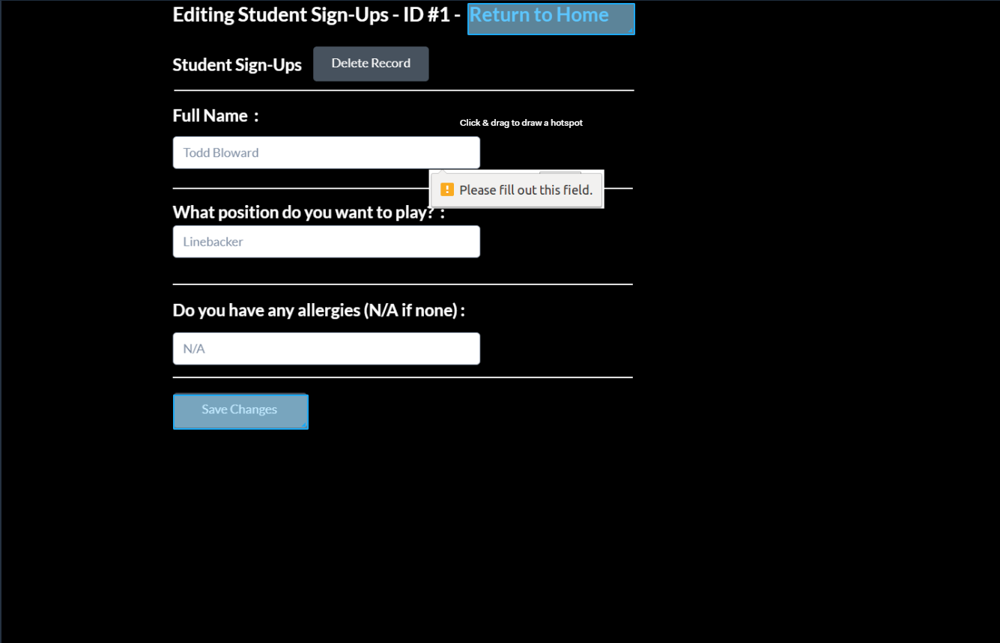 Editing Student Sign-Ups - ID #1 - Return to Home
Student Sign-Ups Delete Record
Full Name :
Click & drag to draw a hotspot
Todd Bloward
Please fill out this field.
What position do you want to play? :
Linebacker
Do you have any allergies (N/A if none) :
N/A
Save Changes